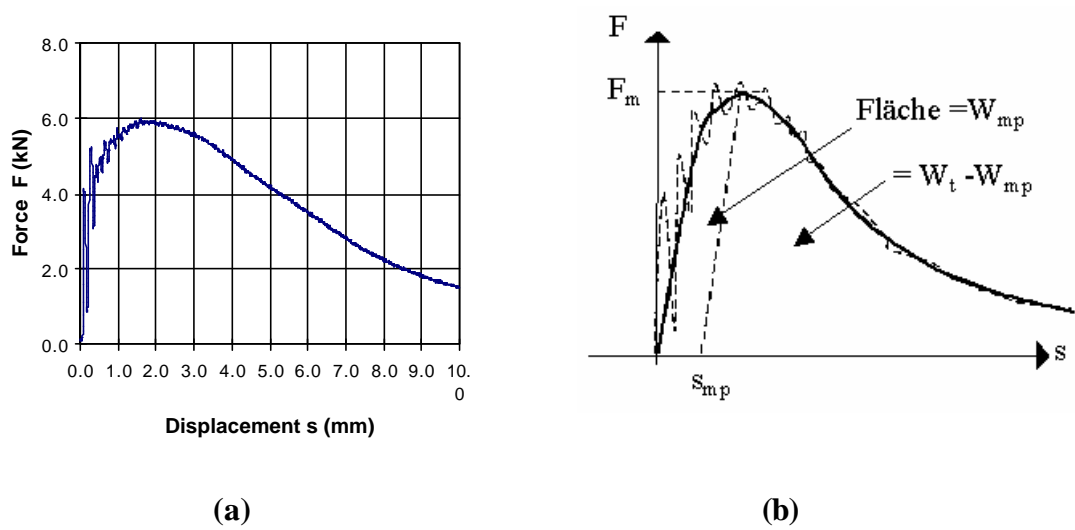 8.0
6.0
4.0
2.0
0.0
Force F (kN)
0.0 1.0 2.0 3.0 4.0 5.0 6.0 7.0 8.0 9.0 10.
0
Displacement s (mm)
(a)
F
Fm
Fläche =Wmp
= Wt -Wmp
smp
s
(b)